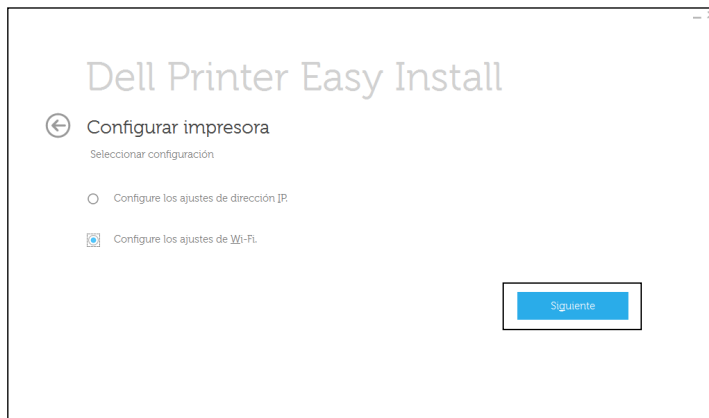 Dell Printer Easy Install
Configurar impresora
Seleccionar configuración
Configure los ajustes de dirección IP.
Configure los ajustes de Wi-Fi.
Siguiente